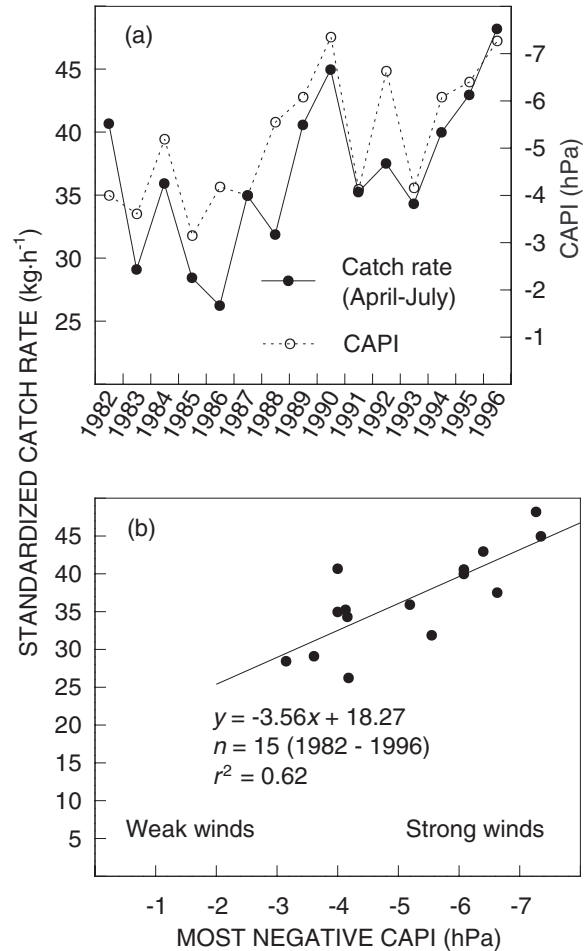 STANDARDIZED CATCH RATE (kg·h⁻¹)
(a)
45
40
35
30
25
-7
-6
-5
-4
-3
-2
-1
CAPI (hPa)
Catch rate
(April-July)
CAPI
1982
1983
1984
1985
1986
1987
1988
1989
1990
1991
1992
1993
1994
1995
1996
(b)
45
40
35
30
25
20
15
10
5
y = -3.56x + 18.27
n = 15 (1982 - 1996)
r² = 0.62
Weak winds Strong winds
-1 -2 -3 -4 -5 -6 -7
MOST NEGATIVE CAPI (hPa)